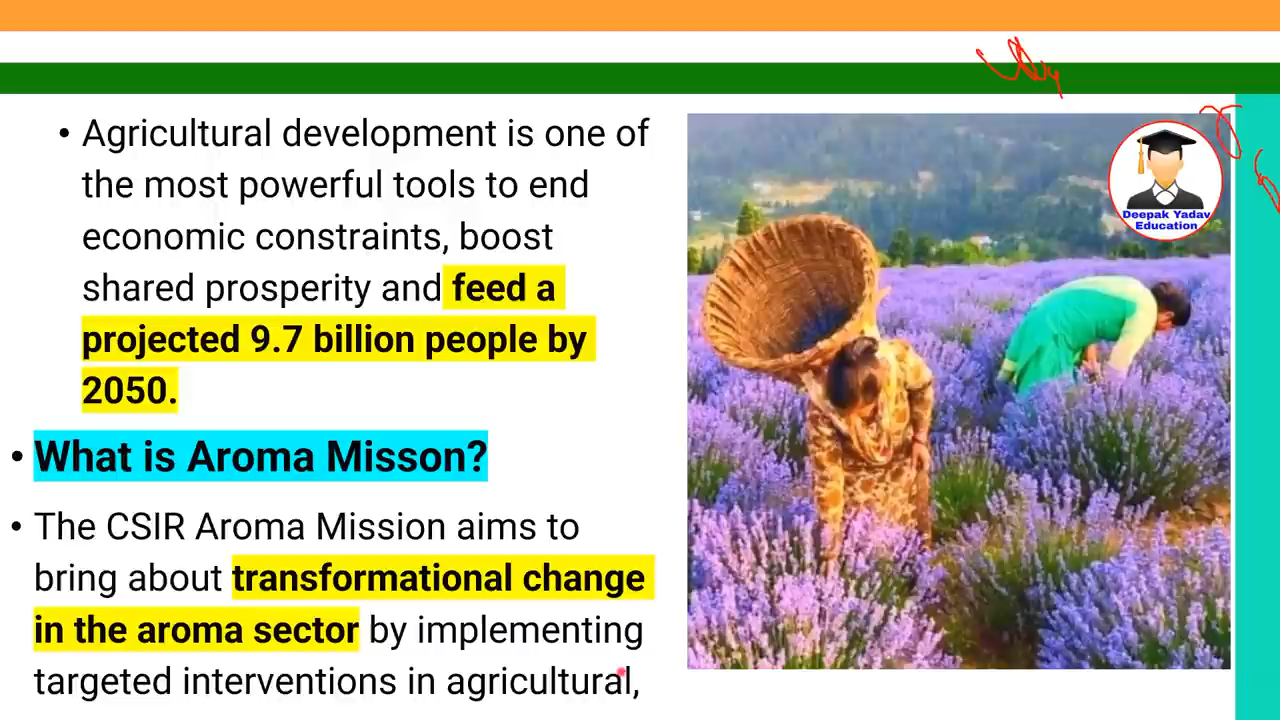 • Agricultural development is one of
the most powerful tools to end
economic constraints, boost
shared prosperity and feed a
projected 9.7 billion people by
2050.
• What is Aroma Misson?
• The CSIR Aroma Mission aims to
bring about transformational change
in the aroma sector by implementing
targeted interventions in agricultural,
Deepak Yadav
Education